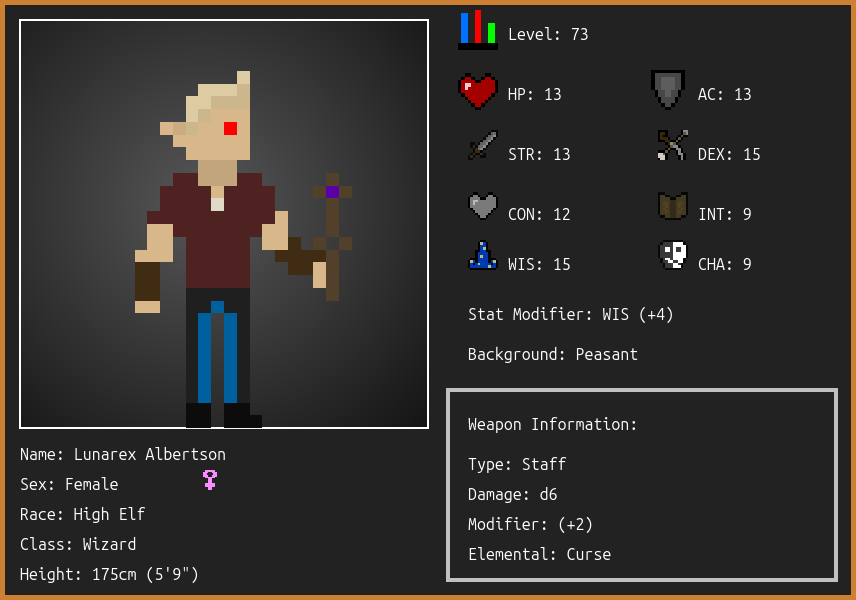 Level: 73
HP: 13
AC: 13
STR: 13
DEX: 15
CON: 12
INT: 9
WIS: 15
CHA: 9
Stat Modifier: WIS (+4)
Background: Peasant
Weapon Information:
Type: Staff
Damage: d6
Modifier: (+2)
Elemental: Curse
Name: Lunarex Albertson
Sex: Female
Race: High Elf
Class: Wizard
Height: 175cm (5'9")